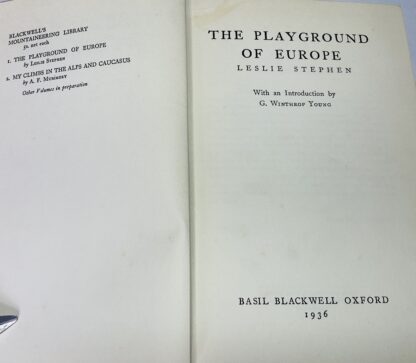 BLACKWELL'S
MOUNTAINEERING LIBRARY
5s. net each
1. THE PLAYGROUND OF EUROPE
by Leslie Stephen
2. MY CLIMBS IN THE ALPS AND CAUCASUS
by A. F. Mummery
Other Volumes in preparation
THE PLAYGROUND
OF EUROPE
LESLIE STEPHEN
With an Introduction by
G. Winthrop Young
BASIL BLACKWELL OXFORD
1936